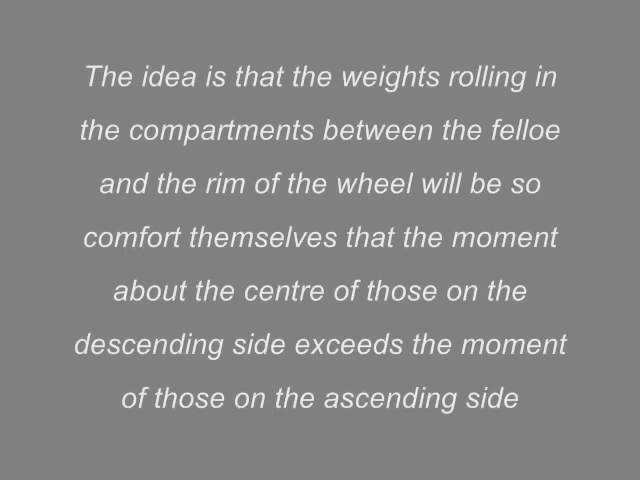 The idea is that the weights rolling in
the compartments between the felloe
and the rim of the wheel will be so
comfort themselves that the moment
about the centre of those on the
descending side exceeds the moment
of those on the ascending side